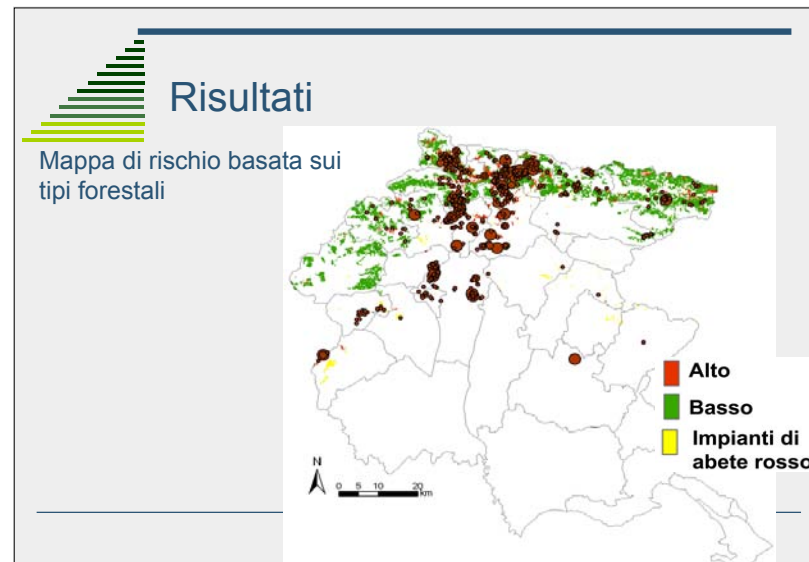 Risultati
Mappa di rischio basata sui
tipi forestali
Alto
Basso
Impianti di
abete rosso
N
0 5 10 20
km